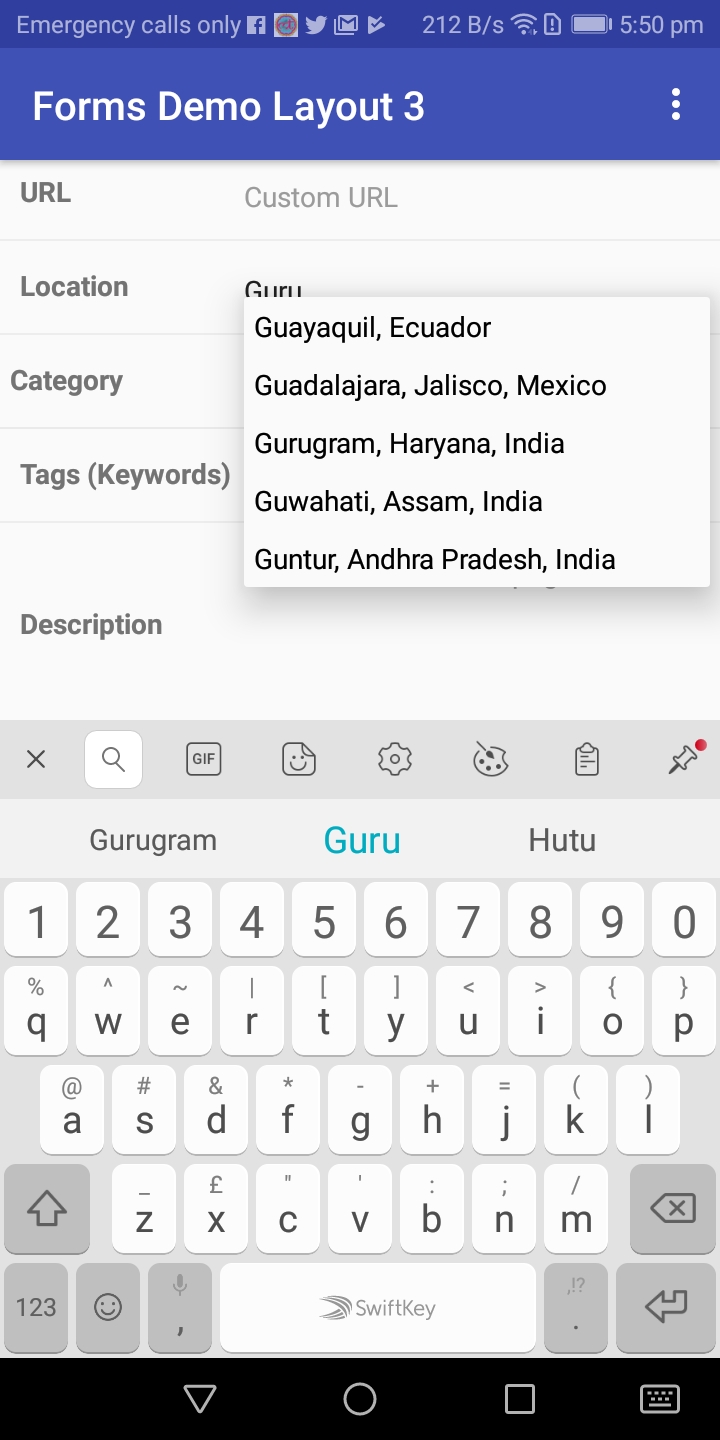 Emergency calls only 212 B/s 5:50 pm
Forms Demo Layout 3
URL Custom URL
Location Guru
Guayaquil, Ecuador
Category Guadalajara, Jalisco, Mexico
Gurugram, Haryana, India
Tags (Keywords)
Guwahati, Assam, India
Guntur, Andhra Pradesh, India
Description
GIF
Gurugram Guru Hutu
1 2 3 4 5 6 7 8 9 0
% ^ ~ | [ ] < > { }
q w e r t y u i o p
@ # & * - + = ( )
a s d f g h j k l
_ £ " ' : ; /
z x c v b n m
,!?
123 , SwiftKey .